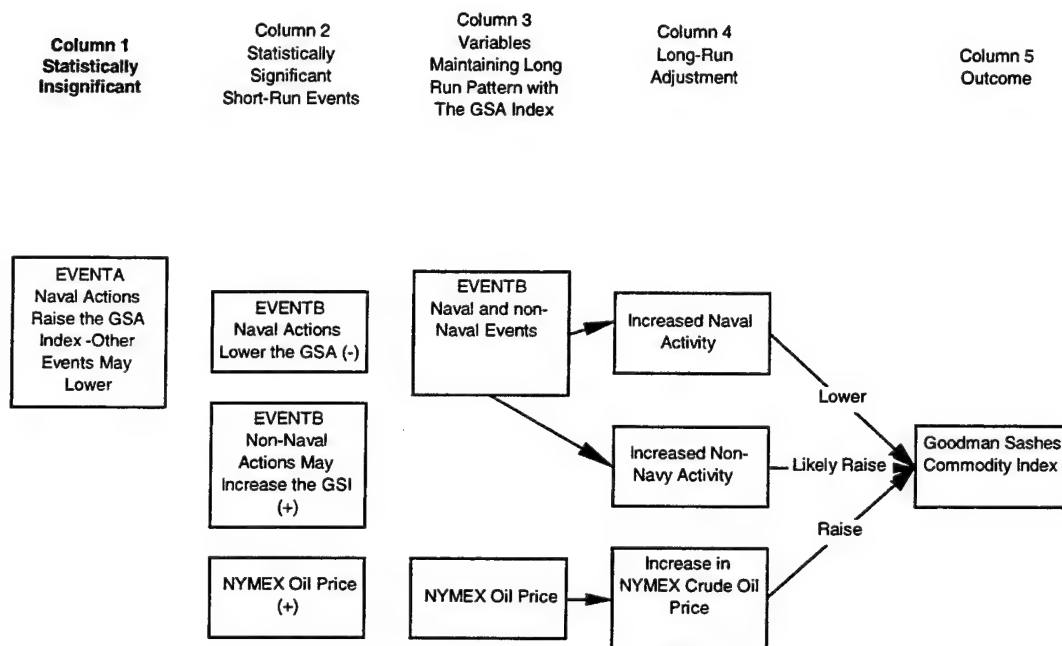 Column 1
Statistically
Insignificant
Column 2
Statistically
Significant
Short-Run Events
Column 3
Variables
Maintaining Long
Run Pattern with
The GSA Index
Column 4
Long-Run
Adjustment
Column 5
Outcome
EVENTA
Naval Actions
Raise the GSA
Index -Other
Events May
Lower
EVENTB
Naval Actions
Lower the GSA (-)
EVENTB
Non-Naval
Actions May
Increase the GSI
(+)
NYMEX Oil Price
(+)
EVENTB
Naval and non-
Naval Events
NYMEX Oil Price
Increased Naval
Activity
Increased Non-
Navy Activity
Increase in
NYMEX Crude Oil
Price
Lower
Likely Raise
Raise
Goodman Sashes
Commodity Index